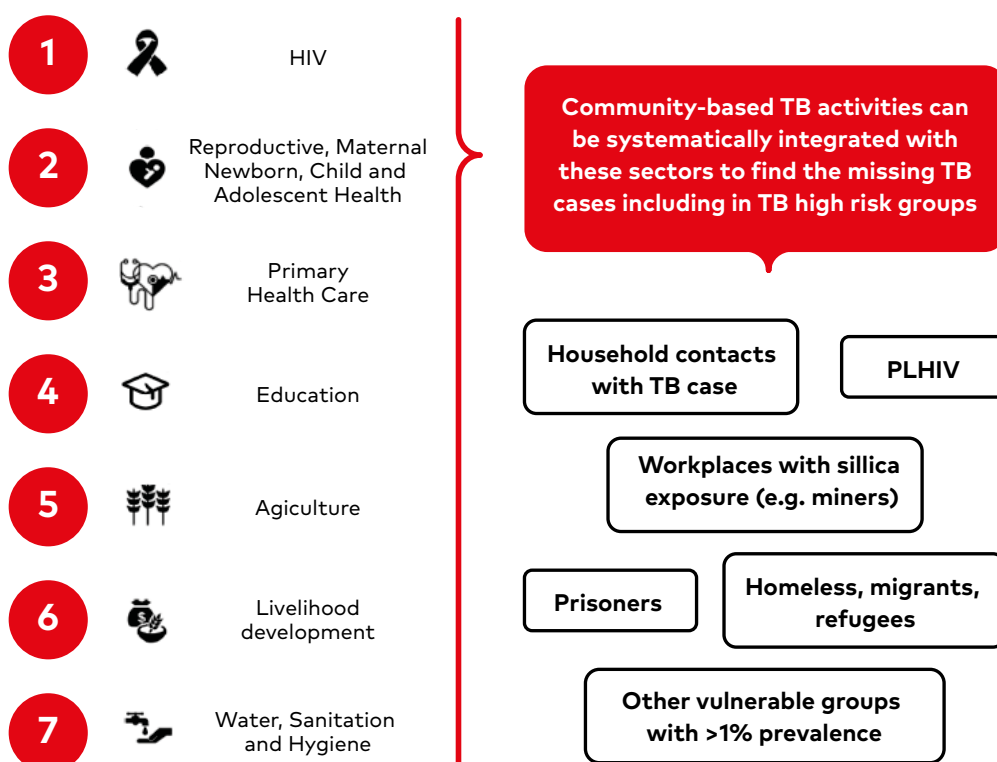 1
HIV
2
Reproductive, Maternal
Newborn, Child and
Adolescent Health
3
Primary
Health Care
4
Education
5
Agiculture
6
Livelihood
development
7
Water, Sanitation
and Hygiene
Community-based TB activities can
be systematically integrated with
these sectors to find the missing TB
cases including in TB high risk groups
Household contacts
with TB case
PLHIV
Workplaces with sillica
exposure (e.g. miners)
Prisoners
Homeless, migrants,
refugees
Other vulnerable groups
with >1% prevalence